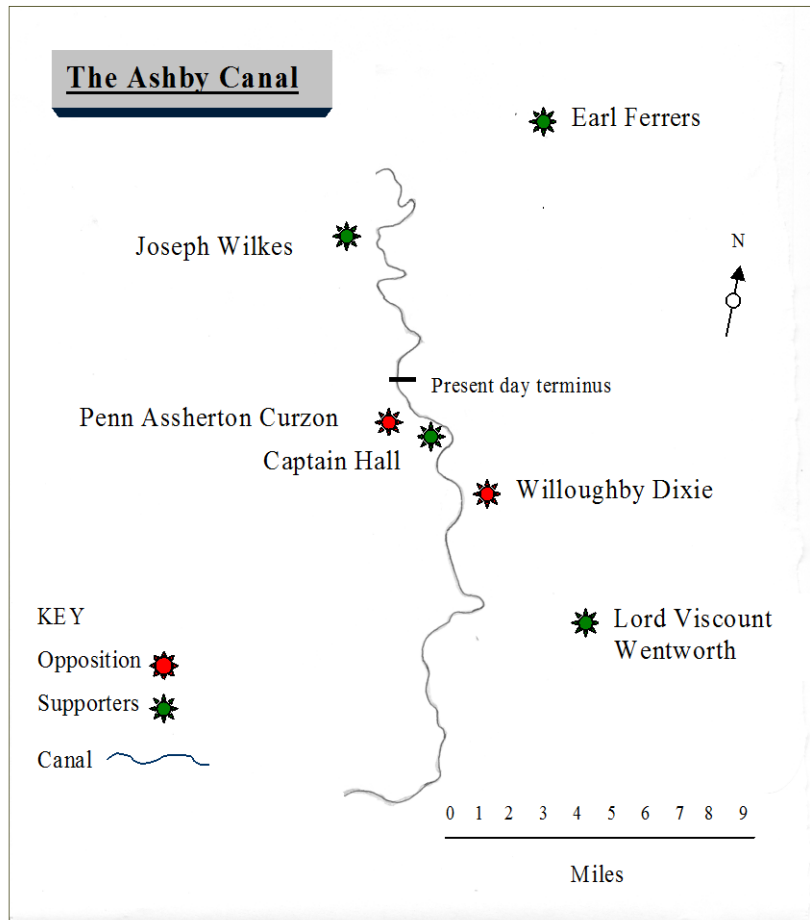 The Ashby Canal
Earl Ferrers
Joseph Wilkes
N
Present day terminus
Penn Assherton Curzon
Captain Hall
Willoughby Dixie
Lord Viscount
Wentworth
KEY
Opposition
Supporters
Canal
0 1 2 3 4 5 6 7 8 9
Miles